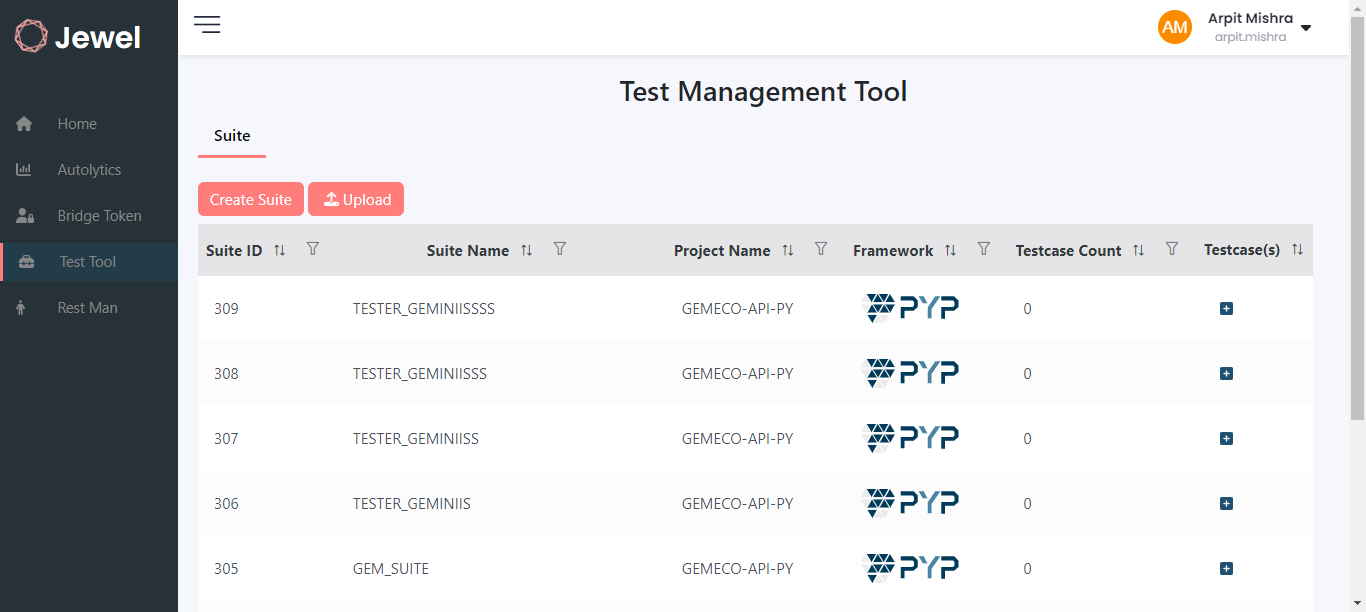 Jewel
Home
Autolytics
Bridge Token
Test Tool
Rest Man
AM
Arpit Mishra
arpit.mishra
Test Management Tool
Suite
Create Suite Upload
Suite ID Suite Name Project Name Framework Testcase Count Testcase(s)
309 TESTER_GEMINIISSSS GEMECO-API-PY PYP 0
308 TESTER_GEMINIISSS GEMECO-API-PY PYP 0
307 TESTER_GEMINIISS GEMECO-API-PY PYP 0
306 TESTER_GEMINIIS GEMECO-API-PY PYP 0
305 GEM_SUITE GEMECO-API-PY PYP 0